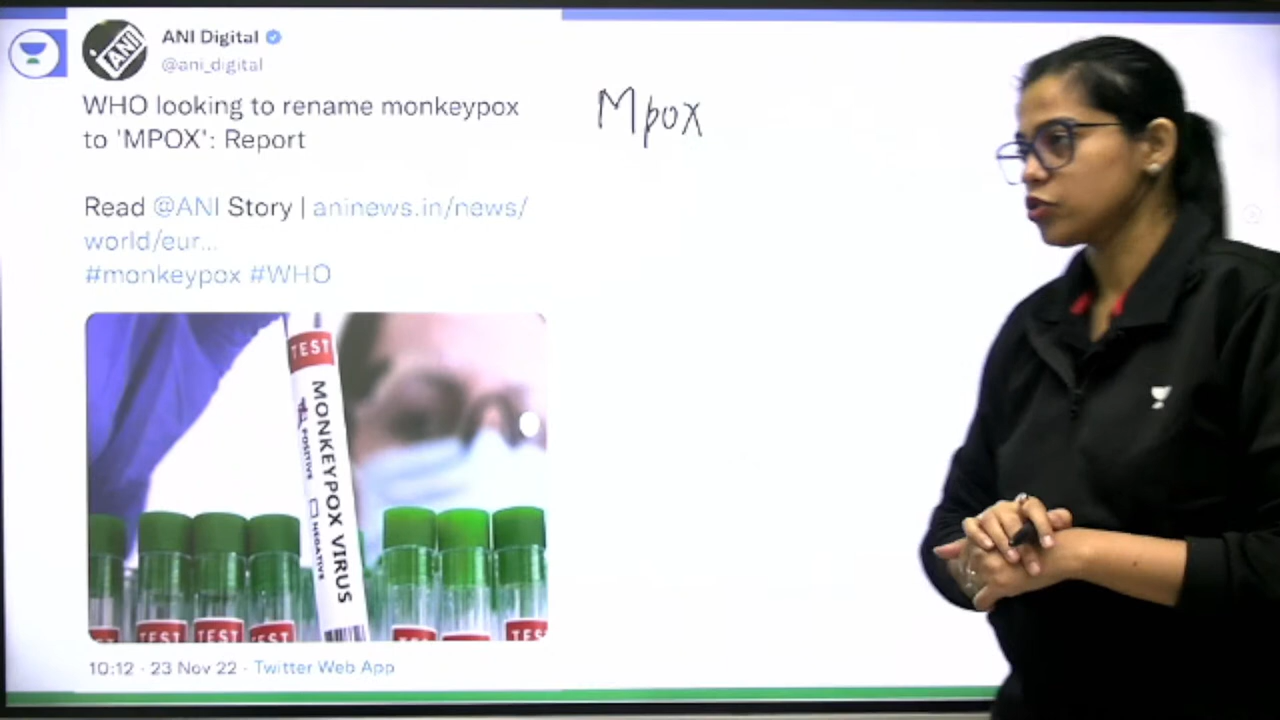 ANI
ANI Digital
@ani_digital
WHO looking to rename monkeypox
to 'MPOX': Report
Read @ANI Story | aninews.in/news/
world/eur...
#monkeypox #WHO
Mpox
TEST
MONKEYPOX VIRUS
POSITIVE
NEGATIVE
TEST
TEST
TEST
TEST
TEST
10:12 · 23 Nov 22 · Twitter Web App